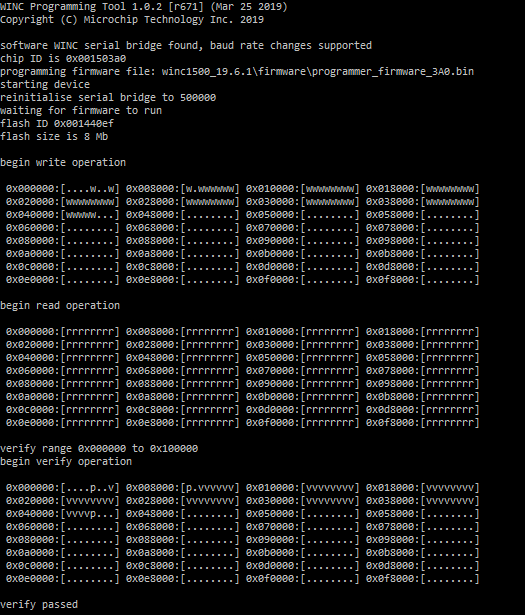 WINC Programming Tool 1.0.2 [r671] (Mar 25 2019)
Copyright (C) Microchip Technology Inc. 2019
software WINC serial bridge found, baud rate changes supported
chip ID is 0x001503a0
programming firmware file: winc1500_19.6.1\firmware\programmer_firmware_3A0.bin
starting device
reinitialise serial bridge to 500000
waiting for firmware to run
flash ID 0x001440ef
flash size is 8 Mb
begin write operation
0x000000:[....w..w] 0x008000:[w.wwwwww] 0x010000:[wwwwwwww] 0x018000:[wwwwwwww]
0x020000:[wwwwwwww] 0x028000:[wwwwwwww] 0x030000:[wwwwwwww] 0x038000:[wwwwwwww]
0x040000:[wwwww...] 0x048000:[........] 0x050000:[........] 0x058000:[........]
0x060000:[........] 0x068000:[........] 0x070000:[........] 0x078000:[........]
0x080000:[........] 0x088000:[........] 0x090000:[........] 0x098000:[........]
0x0a0000:[........] 0x0a8000:[........] 0x0b0000:[........] 0x0b8000:[........]
0x0c0000:[........] 0x0c8000:[........] 0x0d0000:[........] 0x0d8000:[........]
0x0e0000:[........] 0x0e8000:[........] 0x0f0000:[........] 0x0f8000:[........]
begin read operation
0x000000:[rrrrrrrr] 0x008000:[rrrrrrrr] 0x010000:[rrrrrrrr] 0x018000:[rrrrrrrr]
0x020000:[rrrrrrrr] 0x028000:[rrrrrrrr] 0x030000:[rrrrrrrr] 0x038000:[rrrrrrrr]
0x040000:[rrrrrrrr] 0x048000:[rrrrrrrr] 0x050000:[rrrrrrrr] 0x058000:[rrrrrrrr]
0x060000:[rrrrrrrr] 0x068000:[rrrrrrrr] 0x070000:[rrrrrrrr] 0x078000:[rrrrrrrr]
0x080000:[rrrrrrrr] 0x088000:[rrrrrrrr] 0x090000:[rrrrrrrr] 0x098000:[rrrrrrrr]
0x0a0000:[rrrrrrrr] 0x0a8000:[rrrrrrrr] 0x0b0000:[rrrrrrrr] 0x0b8000:[rrrrrrrr]
0x0c0000:[rrrrrrrr] 0x0c8000:[rrrrrrrr] 0x0d0000:[rrrrrrrr] 0x0d8000:[rrrrrrrr]
0x0e0000:[rrrrrrrr] 0x0e8000:[rrrrrrrr] 0x0f0000:[rrrrrrrr] 0x0f8000:[rrrrrrrr]
verify range 0x000000 to 0x100000
begin verify operation
0x000000:[....p..v] 0x008000:[p.vvvvvv] 0x010000:[vvvvvvvv] 0x018000:[vvvvvvvv]
0x020000:[vvvvvvvv] 0x028000:[vvvvvvvv] 0x030000:[vvvvvvvv] 0x038000:[vvvvvvvv]
0x040000:[vvvvp...] 0x048000:[........] 0x050000:[........] 0x058000:[........]
0x060000:[........] 0x068000:[........] 0x070000:[........] 0x078000:[........]
0x080000:[........] 0x088000:[........] 0x090000:[........] 0x098000:[........]
0x0a0000:[........] 0x0a8000:[........] 0x0b0000:[........] 0x0b8000:[........]
0x0c0000:[........] 0x0c8000:[........] 0x0d0000:[........] 0x0d8000:[........]
0x0e0000:[........] 0x0e8000:[........] 0x0f0000:[........] 0x0f8000:[........]
verify passed